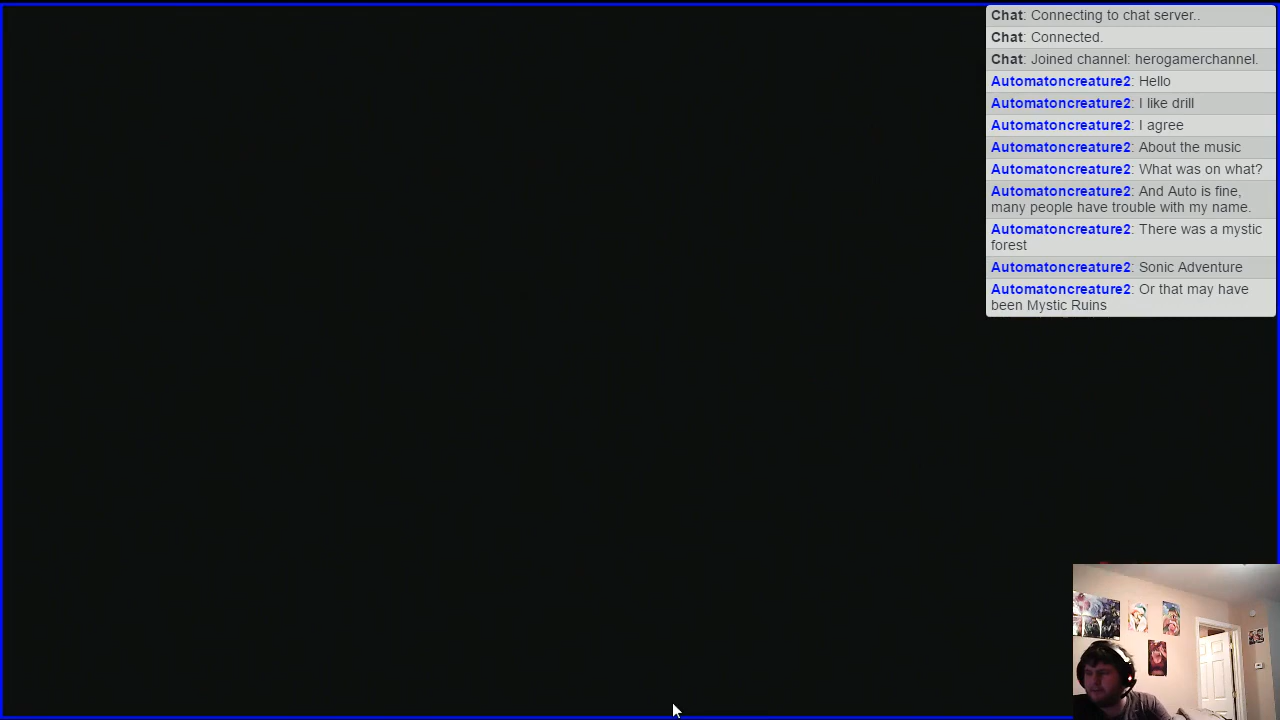 Chat: Connecting to chat server..
Chat: Connected.
Chat: Joined channel: herogamerchannel.
Automatoncreature2: Hello
Automatoncreature2: I like drill
Automatoncreature2: I agree
Automatoncreature2: About the music
Automatoncreature2: What was on what?
Automatoncreature2: And Auto is fine,
many people have trouble with my name.
Automatoncreature2: There was a mystic
forest
Automatoncreature2: Sonic Adventure
Automatoncreature2: Or that may have
been Mystic Ruins